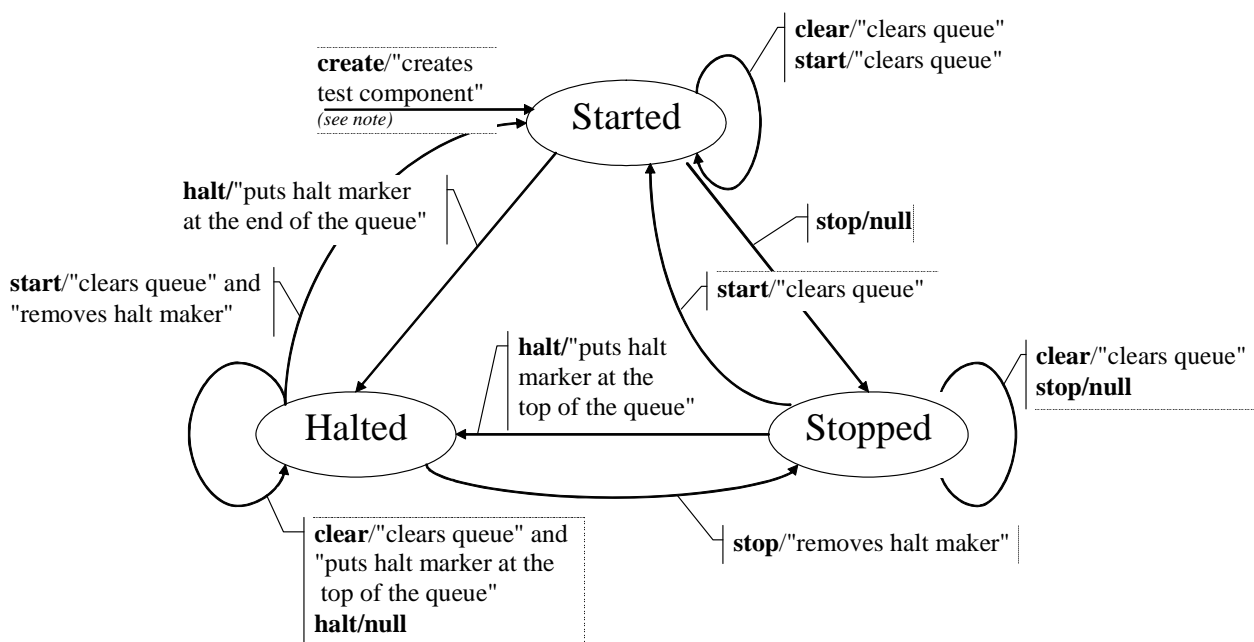 clear/"clears queue"
start/"clears queue"
create/"creates
test component"
(see note)
Started
halt/"puts halt marker
at the end of the queue"
stop/null
start/"clears queue" and
"removes halt maker"
start/"clears queue"
halt/"puts halt
marker at the
top of the queue"
clear/"clears queue"
stop/null
Halted
Stopped
clear/"clears queue" and
"puts halt marker at the
top of the queue"
halt/null
stop/"removes halt maker"